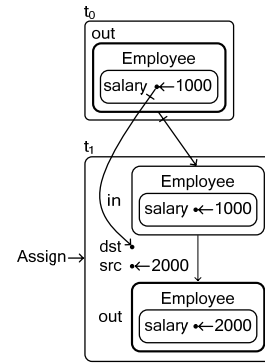 t0
out
Employee
salary 1000
t1
Employee
in
salary 1000
dst
Assign
src 2000
Employee
out
salary 2000